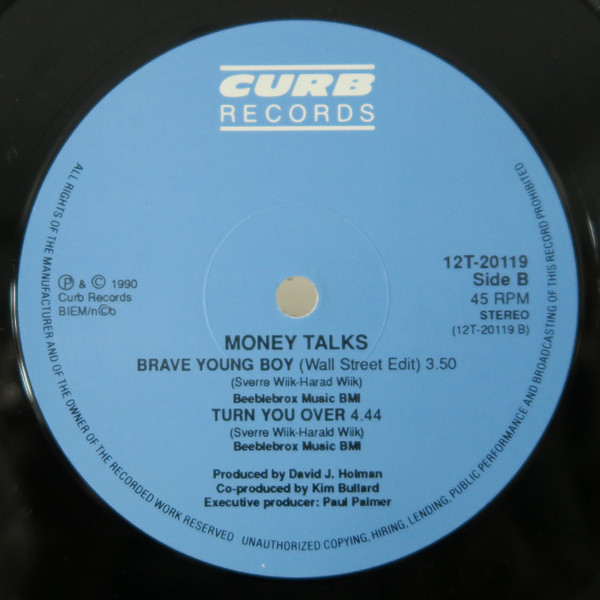 CURB
RECORDS
12T-20119
Side B
45 RPM
STEREO
(12T-20119 B)
℗ & © 1990
Curb Records
BIEM/n©b
MONEY TALKS
BRAVE YOUNG BOY (Wall Street Edit) 3.50
(Sverre Wiik-Harad Wiik)
Beeblebrox Music BMI
TURN YOU OVER 4.44
(Sverre Wiik-Harald Wiik)
Beeblebrox Music BMI
Produced by David J. Holman
Co-produced by Kim Bullard
Executive producer: Paul Palmer
ALL RIGHTS OF THE MANUFACTURER AND OF THE OWNER OF THE RECORDED WORK RESERVED UNAUTHORIZED COPYING, HIRING, LENDING, PUBLIC PERFORMANCE AND BROADCASTING OF THIS RECORD PROHIBITED